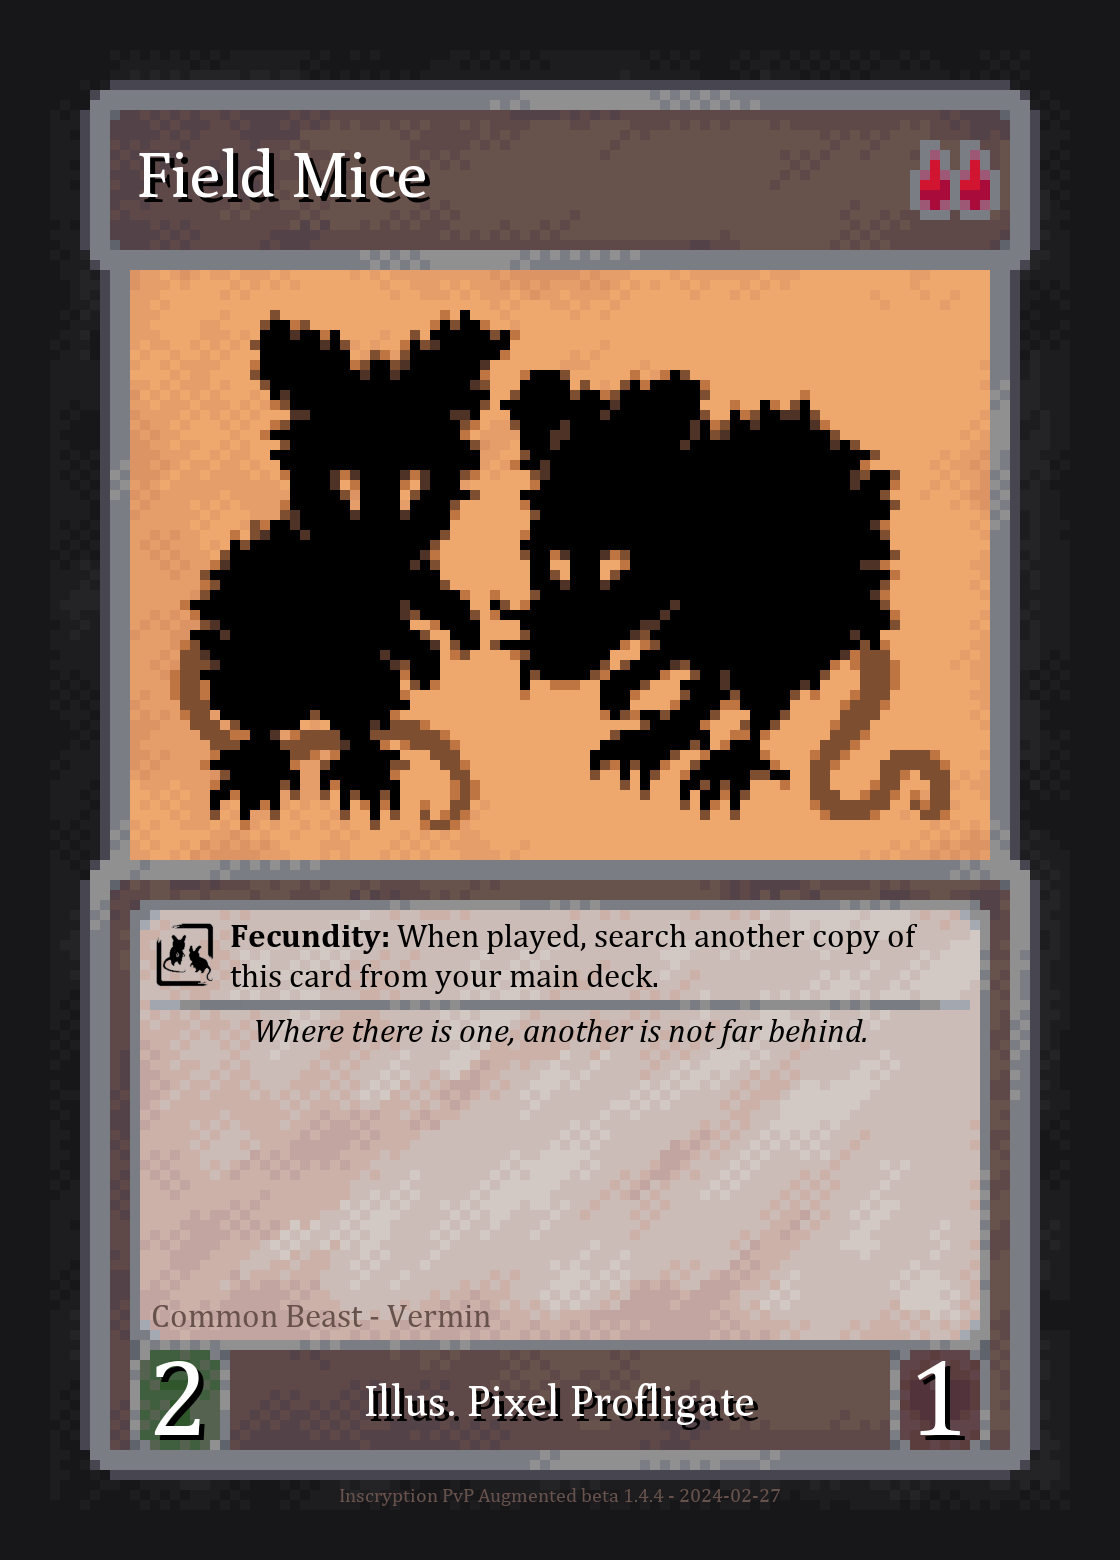 Field Mice
Fecundity: When played, search another copy of
this card from your main deck.
Where there is one, another is not far behind.
Common Beast - Vermin
2
Illus. Pixel Profligate
1
Inscryption PvP Augmented beta 1.4.4 - 2024-02-27